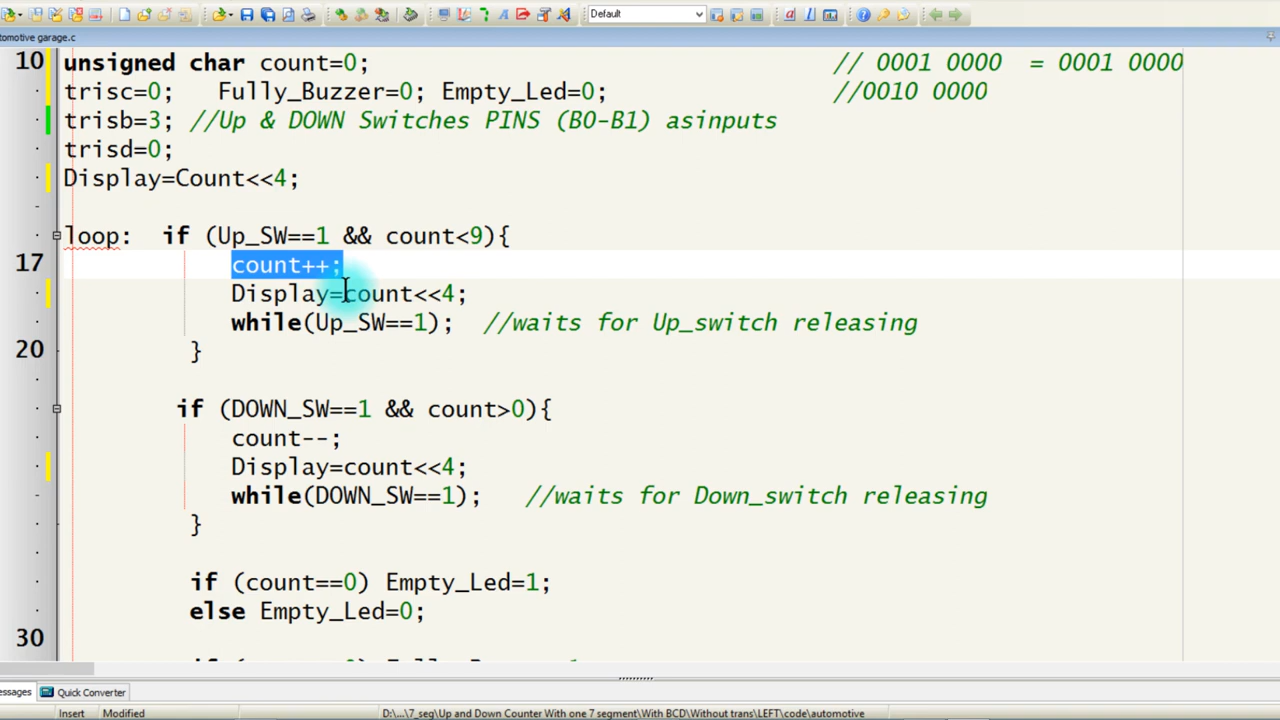 Default
tomotive garage.c
10 unsigned char count=0; // 0001 0000 = 0001 0000
trisc=0; Fully_Buzzer=0; Empty_Led=0; //0010 0000
trisb=3; //Up & DOWN Switches PINS (B0-B1) asinputs
trisd=0;
Display=Count<<4;
loop: if (Up_SW==1 && count<9){
17 count++;
Display=count<<4;
while(Up_SW==1); //waits for Up_switch releasing
20 }
if (DOWN_SW==1 && count>0){
count--;
Display=count<<4;
while(DOWN_SW==1); //waits for Down_switch releasing
}
if (count==0) Empty_Led=1;
else Empty_Led=0;
30
essages Quick Converter
Insert Modified D:\...\7_seg\Up and Down Counter With one 7 segment\With BCD\Without trans\LEFT\code\automotive